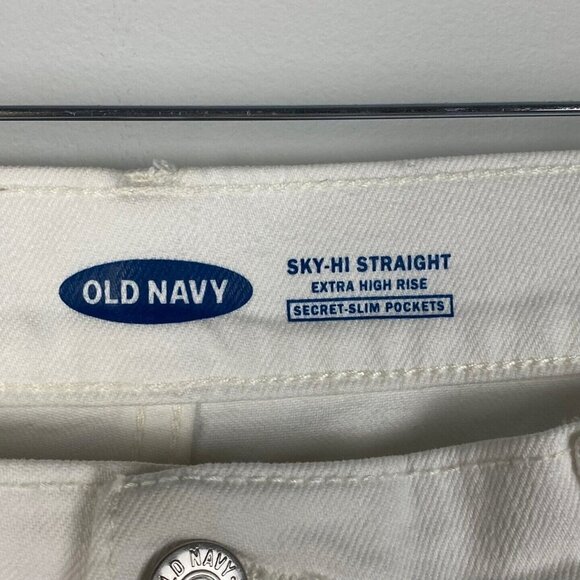 OLD NAVY
SKY-HI STRAIGHT
EXTRA HIGH RISE
SECRET-SLIM POCKETS
OLD NAVY